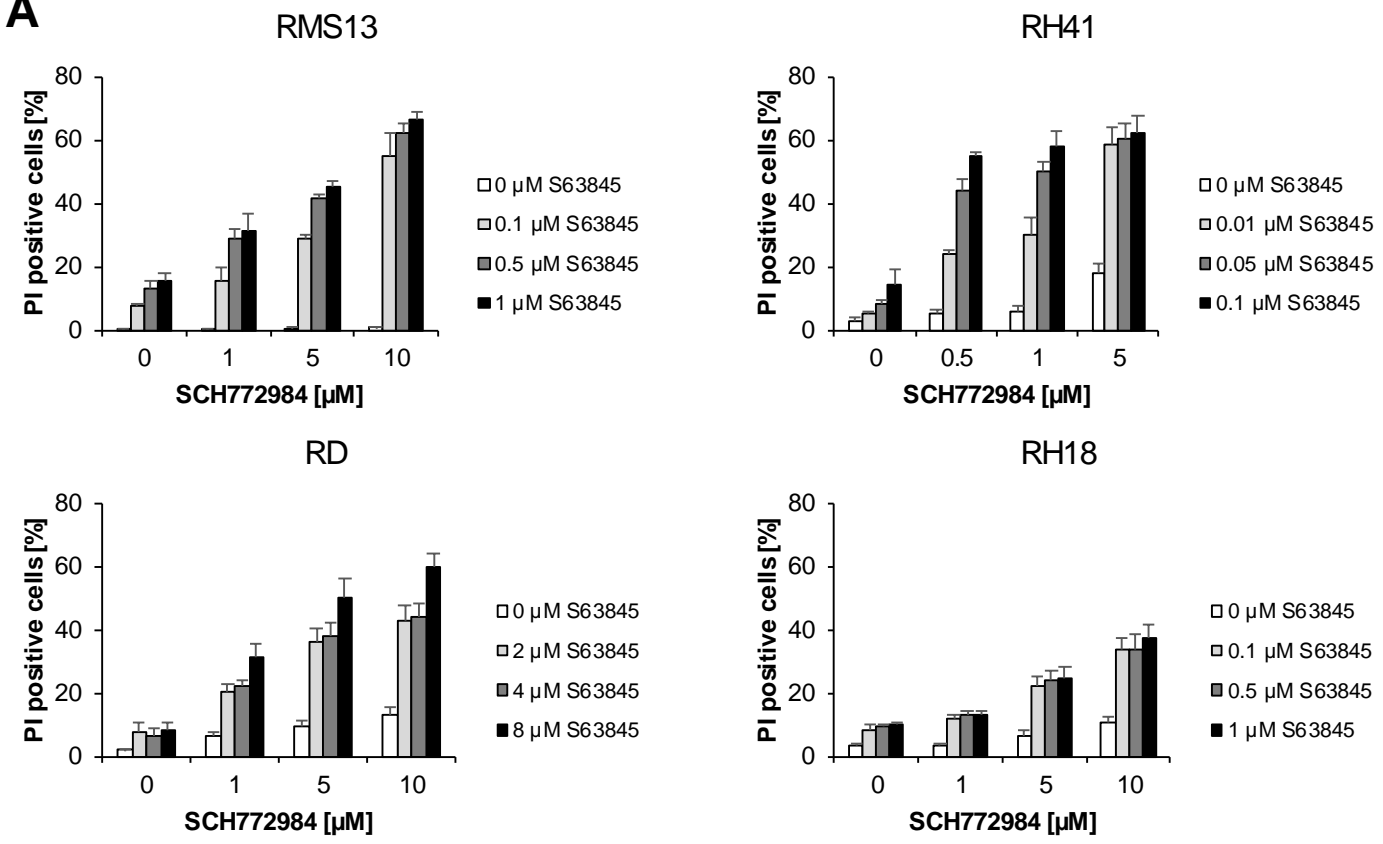 A
RMS13
80
60
40
20
0
PI positive cells [%]
0 1 5 10
SCH772984 [µM]
0 µM S63845
0.1 µM S63845
0.5 µM S63845
1 µM S63845
RH41
80
60
40
20
0
PI positive cells [%]
0 0.5 1 5
SCH772984 [µM]
0 µM S63845
0.01 µM S63845
0.05 µM S63845
0.1 µM S63845
RD
80
60
40
20
0
PI positive cells [%]
0 1 5 10
SCH772984 [µM]
0 µM S63845
2 µM S63845
4 µM S63845
8 µM S63845
RH18
80
60
40
20
0
PI positive cells [%]
0 1 5 10
SCH772984 [µM]
0 µM S63845
0.1 µM S63845
0.5 µM S63845
1 µM S63845